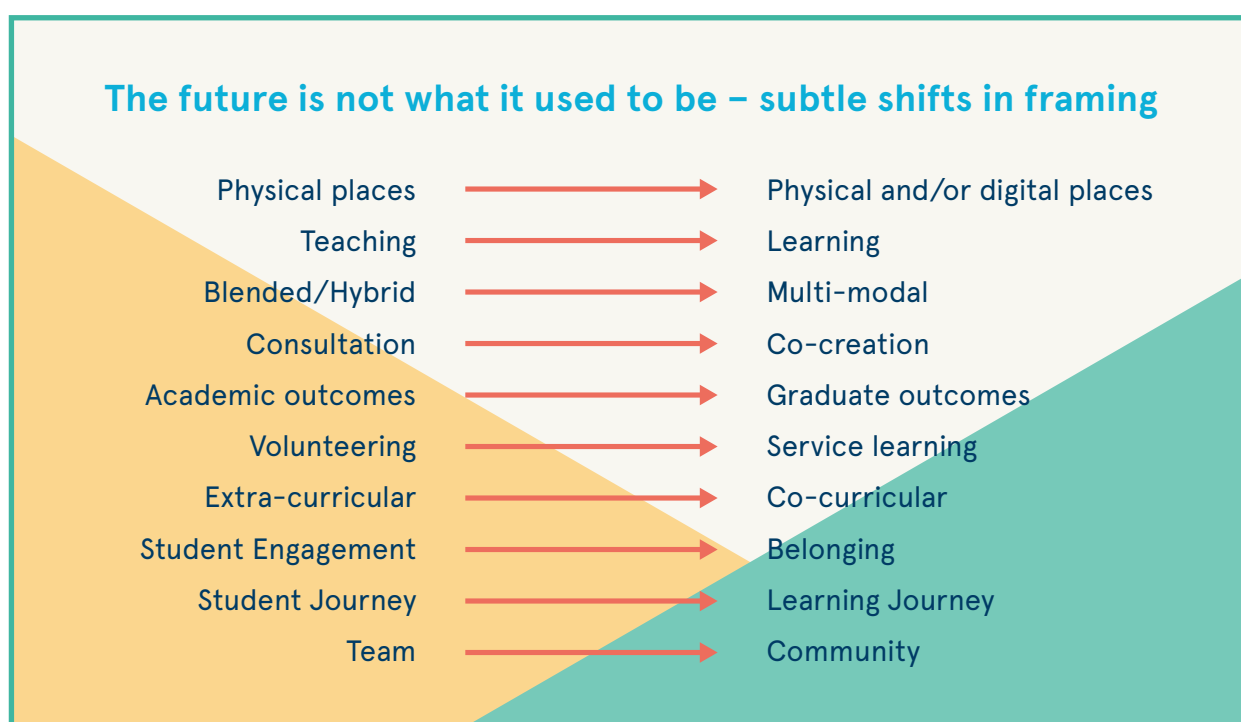 The future is not what it used to be – subtle shifts in framing
Physical places Physical and/or digital places
Teaching Learning
Blended/Hybrid Multi-modal
Consultation Co-creation
Academic outcomes Graduate outcomes
Volunteering Service learning
Extra-curricular Co-curricular
Student Engagement Belonging
Student Journey Learning Journey
Team Community